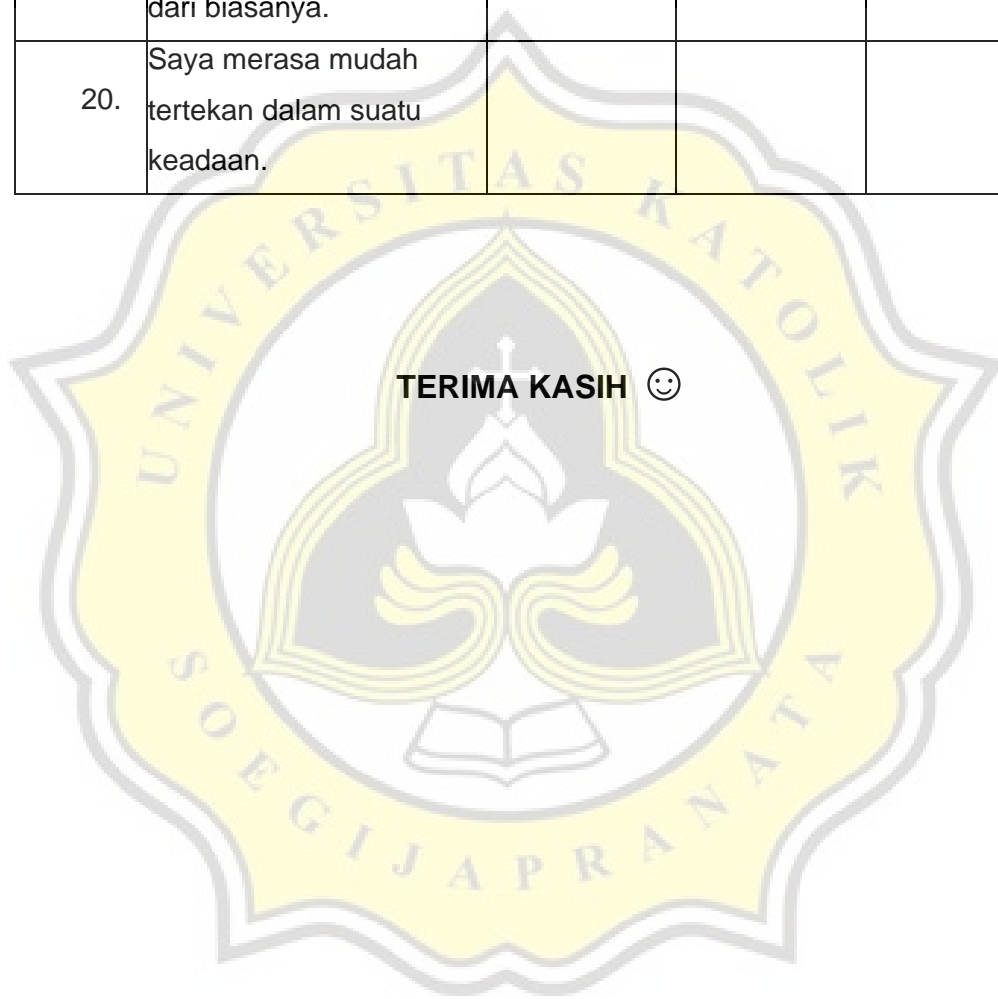 dari biasanya.
20.
Saya merasa mudah
tertekan dalam suatu
keadaan.
TERIMA KASIH ☺
UNIVERSITAS KATOLIK
SOEGIJAPRANATA